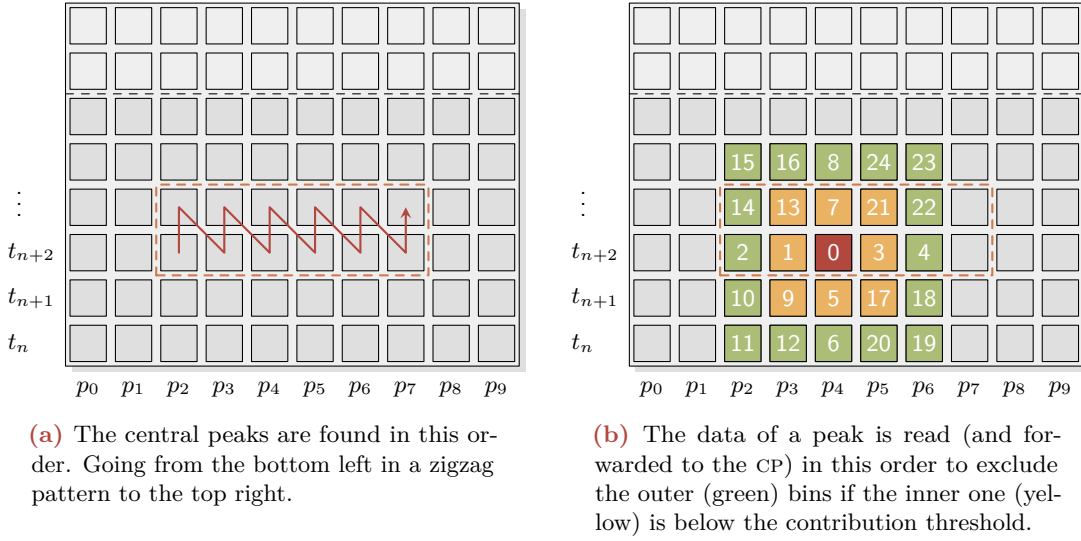 ⋮
t_{n+2}
t_{n+1}
t_n
p_0 p_1 p_2 p_3 p_4 p_5 p_6 p_7 p_8 p_9
(a) The central peaks are found in this or-
der. Going from the bottom left in a zigzag
pattern to the top right.
15 16 8 24 23
⋮ 14 13 7 21 22
t_{n+2} 2 1 0 3 4
t_{n+1} 10 9 5 17 18
t_n 11 12 6 20 19
p_0 p_1 p_2 p_3 p_4 p_5 p_6 p_7 p_8 p_9
(b) The data of a peak is read (and for-
warded to the CP) in this order to exclude
the outer (green) bins if the inner one (yel-
low) is below the contribution threshold.